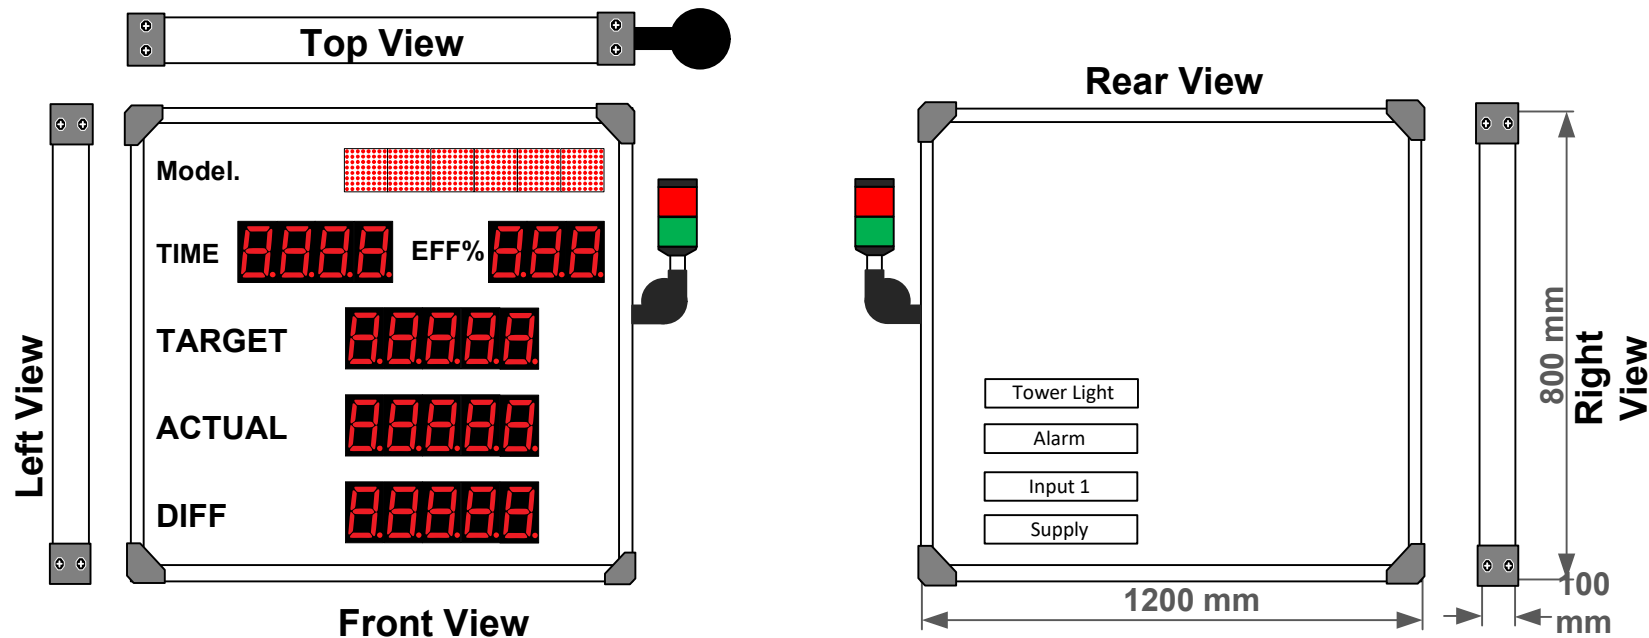 Top View
Rear View
Model.
TIME
EFF%
TARGET
ACTUAL
DIFF
Left View
Front View
Tower Light
Alarm
Input 1
Supply
1200 mm
800 mm
Right
View
100
mm